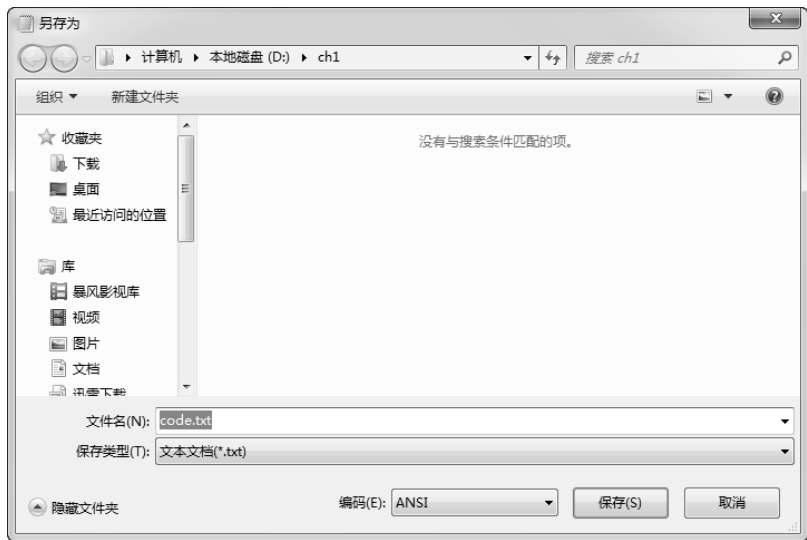 另存为
计算机 本地磁盘 (D:) ch1 搜索 ch1
组织 新建文件夹
收藏夹
下载
桌面
最近访问的位置
没有与搜索条件匹配的项。
库
暴风影视库
视频
图片
文档
迅雷下载
文件名(N): code.txt
保存类型(T): 文本文档(*.txt)
隐藏文件夹 编码(E): ANSI 保存(S) 取消